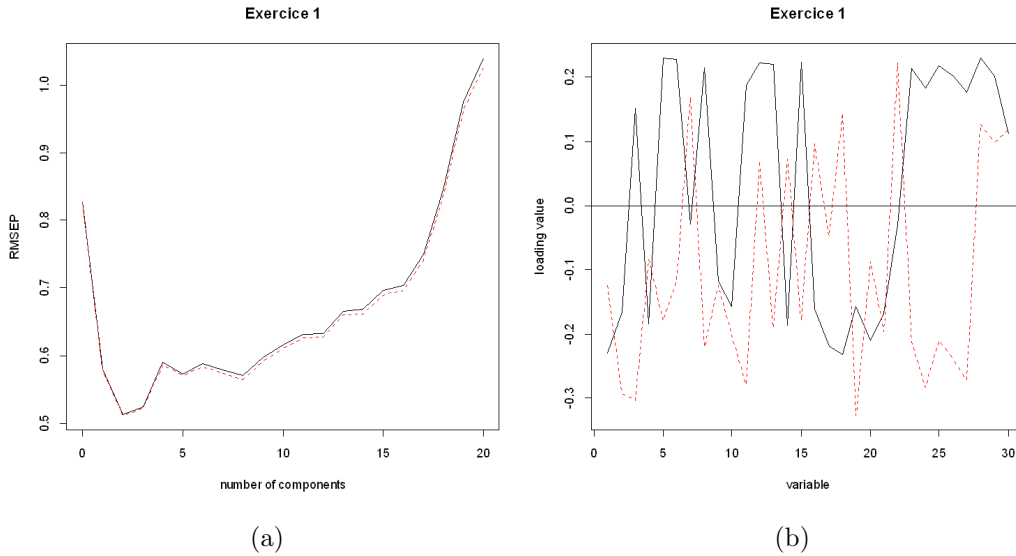 Exercice 1
RMSEP
1.0
0.9
0.8
0.7
0.6
0.5
0 5 10 15 20
number of components
(a)
Exercice 1
loading value
0.2
0.1
0.0
-0.1
-0.2
-0.3
0 5 10 15 20 25 30
variable
(b)